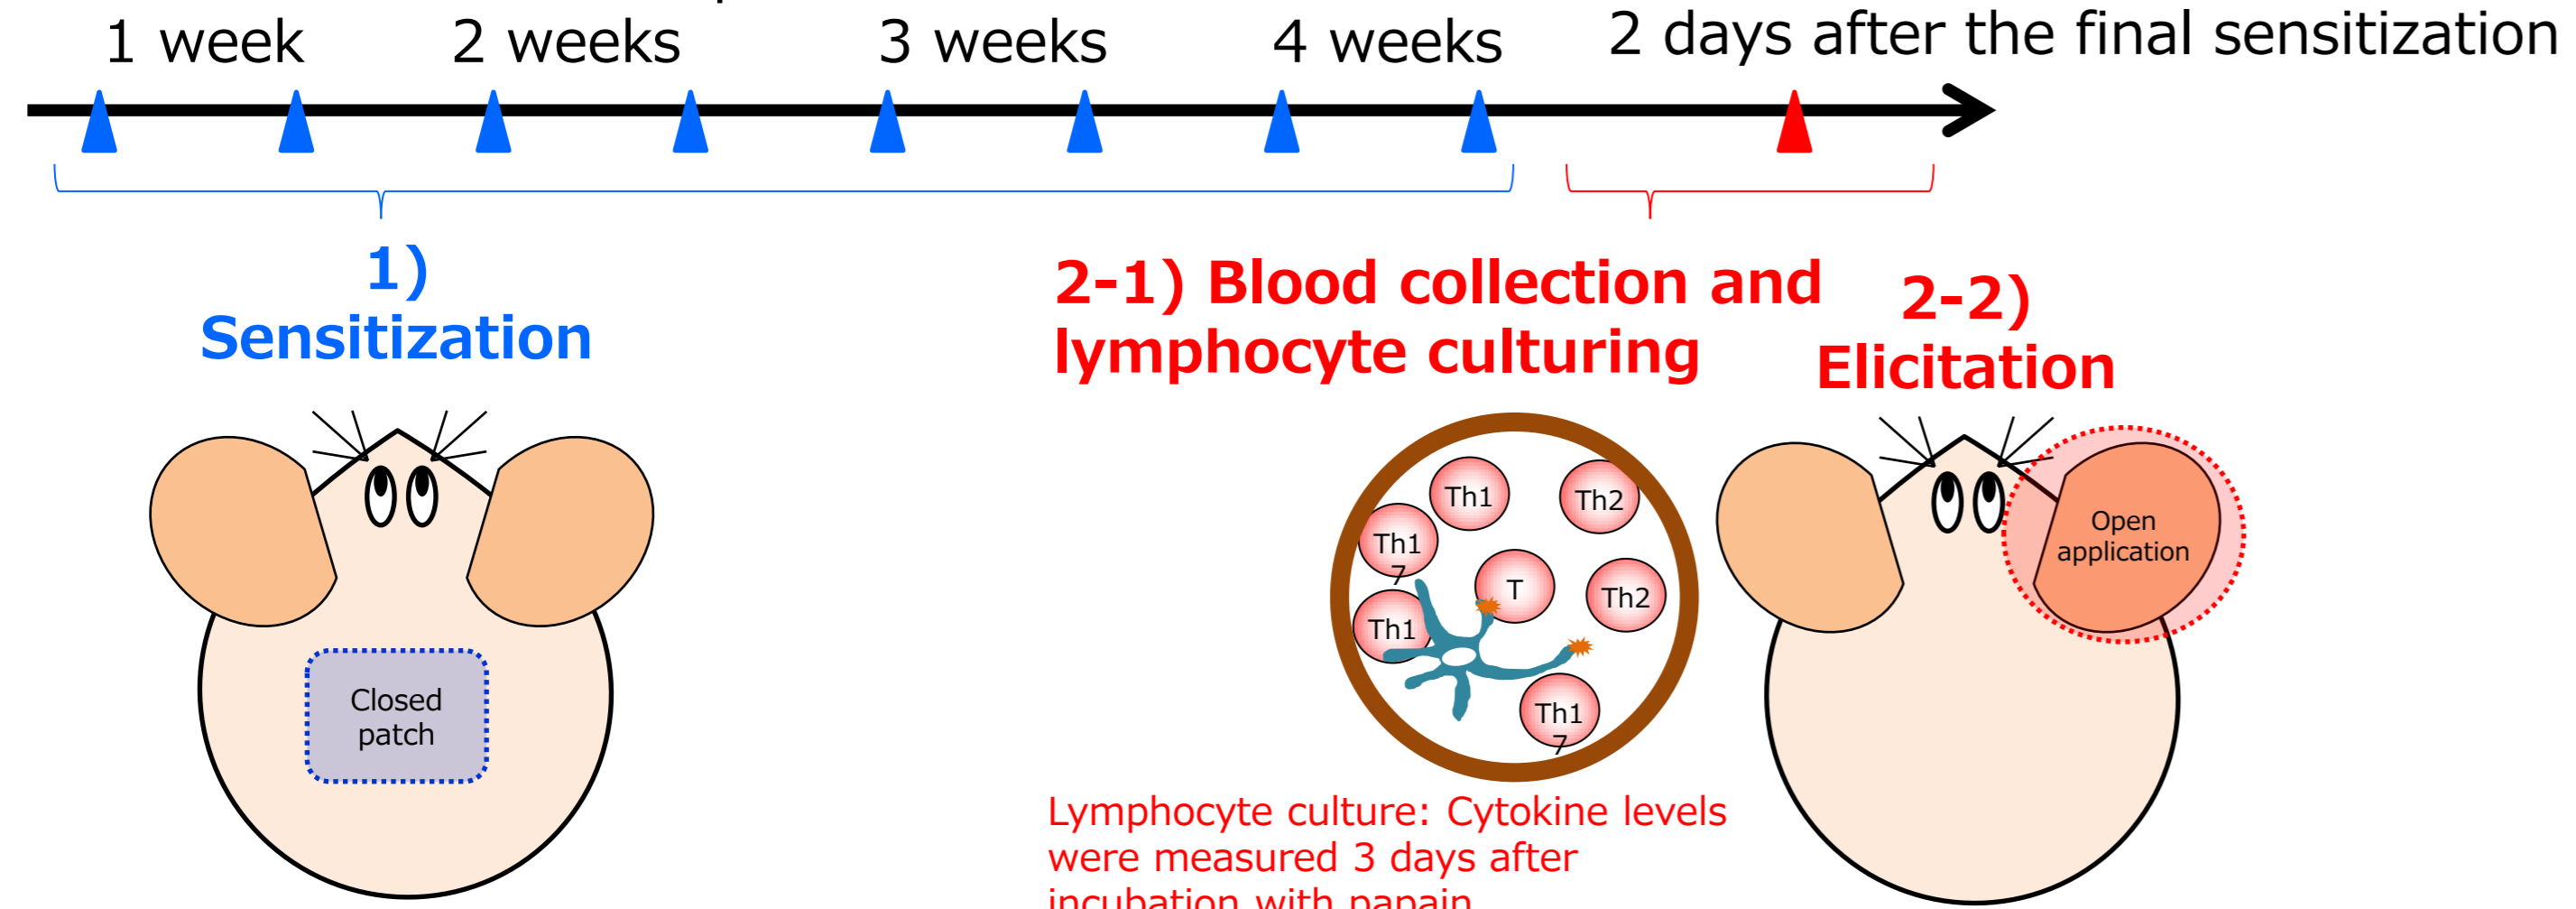 1 week
2 weeks
3 weeks
4 weeks
2 days after the final sensitization
1)
Sensitization
2-1) Blood collection and
lymphocyte culturing
2-2)
Elicitation
Closed
patch
Th1
Th2
Th1
7
T
Th2
Th1
Th1
7
Open
application
Lymphocyte culture: Cytokine levels
were measured 3 days after
incubation with papain